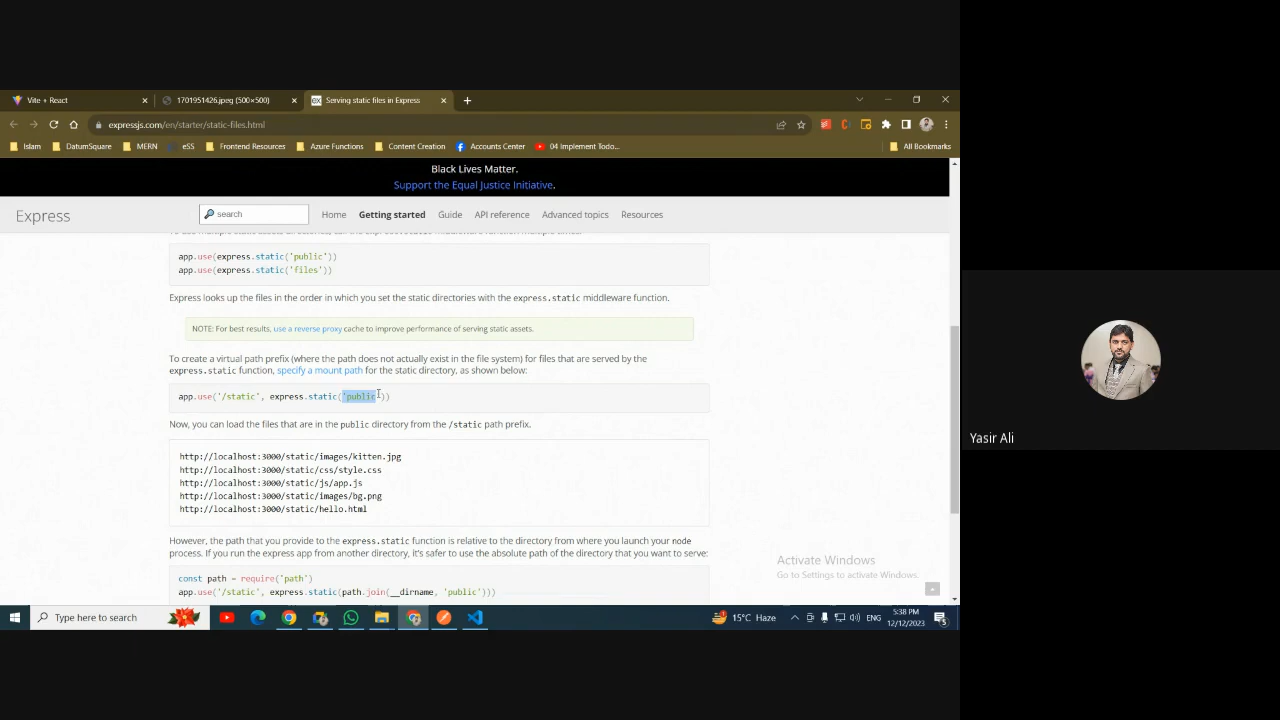 Vite + React
1701951426.jpeg (500×500)
Serving static files in Express
expressjs.com/en/starter/static-files.html
Islam
DatumSquare
MERN
eSS
Frontend Resources
Azure Functions
Content Creation
Accounts Center
04 Implement Todo...
All Bookmarks
Black Lives Matter.
Support the Equal Justice Initiative.
Express
search
Home
Getting started
Guide
API reference
Advanced topics
Resources
app.use(express.static('public'))
app.use(express.static('files'))
Express looks up the files in the order in which you set the static directories with the express.static middleware function.
NOTE: For best results, use a reverse proxy cache to improve performance of serving static assets.
To create a virtual path prefix (where the path does not actually exist in the file system) for files that are served by the
express.static function, specify a mount path for the static directory, as shown below:
app.use('/static', express.static('public'))
Now, you can load the files that are in the public directory from the /static path prefix.
http://localhost:3000/static/images/kitten.jpg
http://localhost:3000/static/css/style.css
http://localhost:3000/static/js/app.js
http://localhost:3000/static/images/bg.png
http://localhost:3000/static/hello.html
However, the path that you provide to the express.static function is relative to the directory from where you launch your node
process. If you run the express app from another directory, it's safer to use the absolute path of the directory that you want to serve:
const path = require('path')
app.use('/static', express.static(path.join(__dirname, 'public')))
Activate Windows
Go to Settings to activate Windows.
Type here to search
15°C Haze
ENG
5:38 PM
12/12/2023
5
Yasir Ali